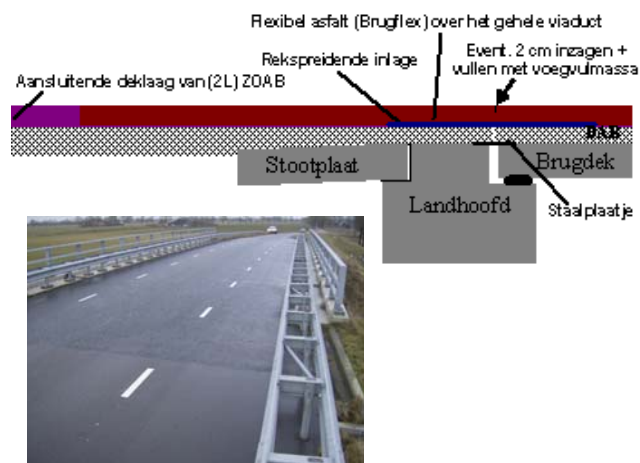 Flexibel asfalt (Brugflex) over het gehele viaduct
Rekspreidende inlage
Event. 2 cm inzagen +
vullen met voegvulmassa
Aansluitende deklaag van (2L) ZOAB
DAB
Stootplaat
Brugdek
Landhoofd
Staalplaatje